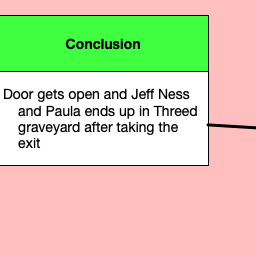 Conclusion
Door gets open and Jeff Ness
and Paula ends up in Threed
graveyard after taking the
exit